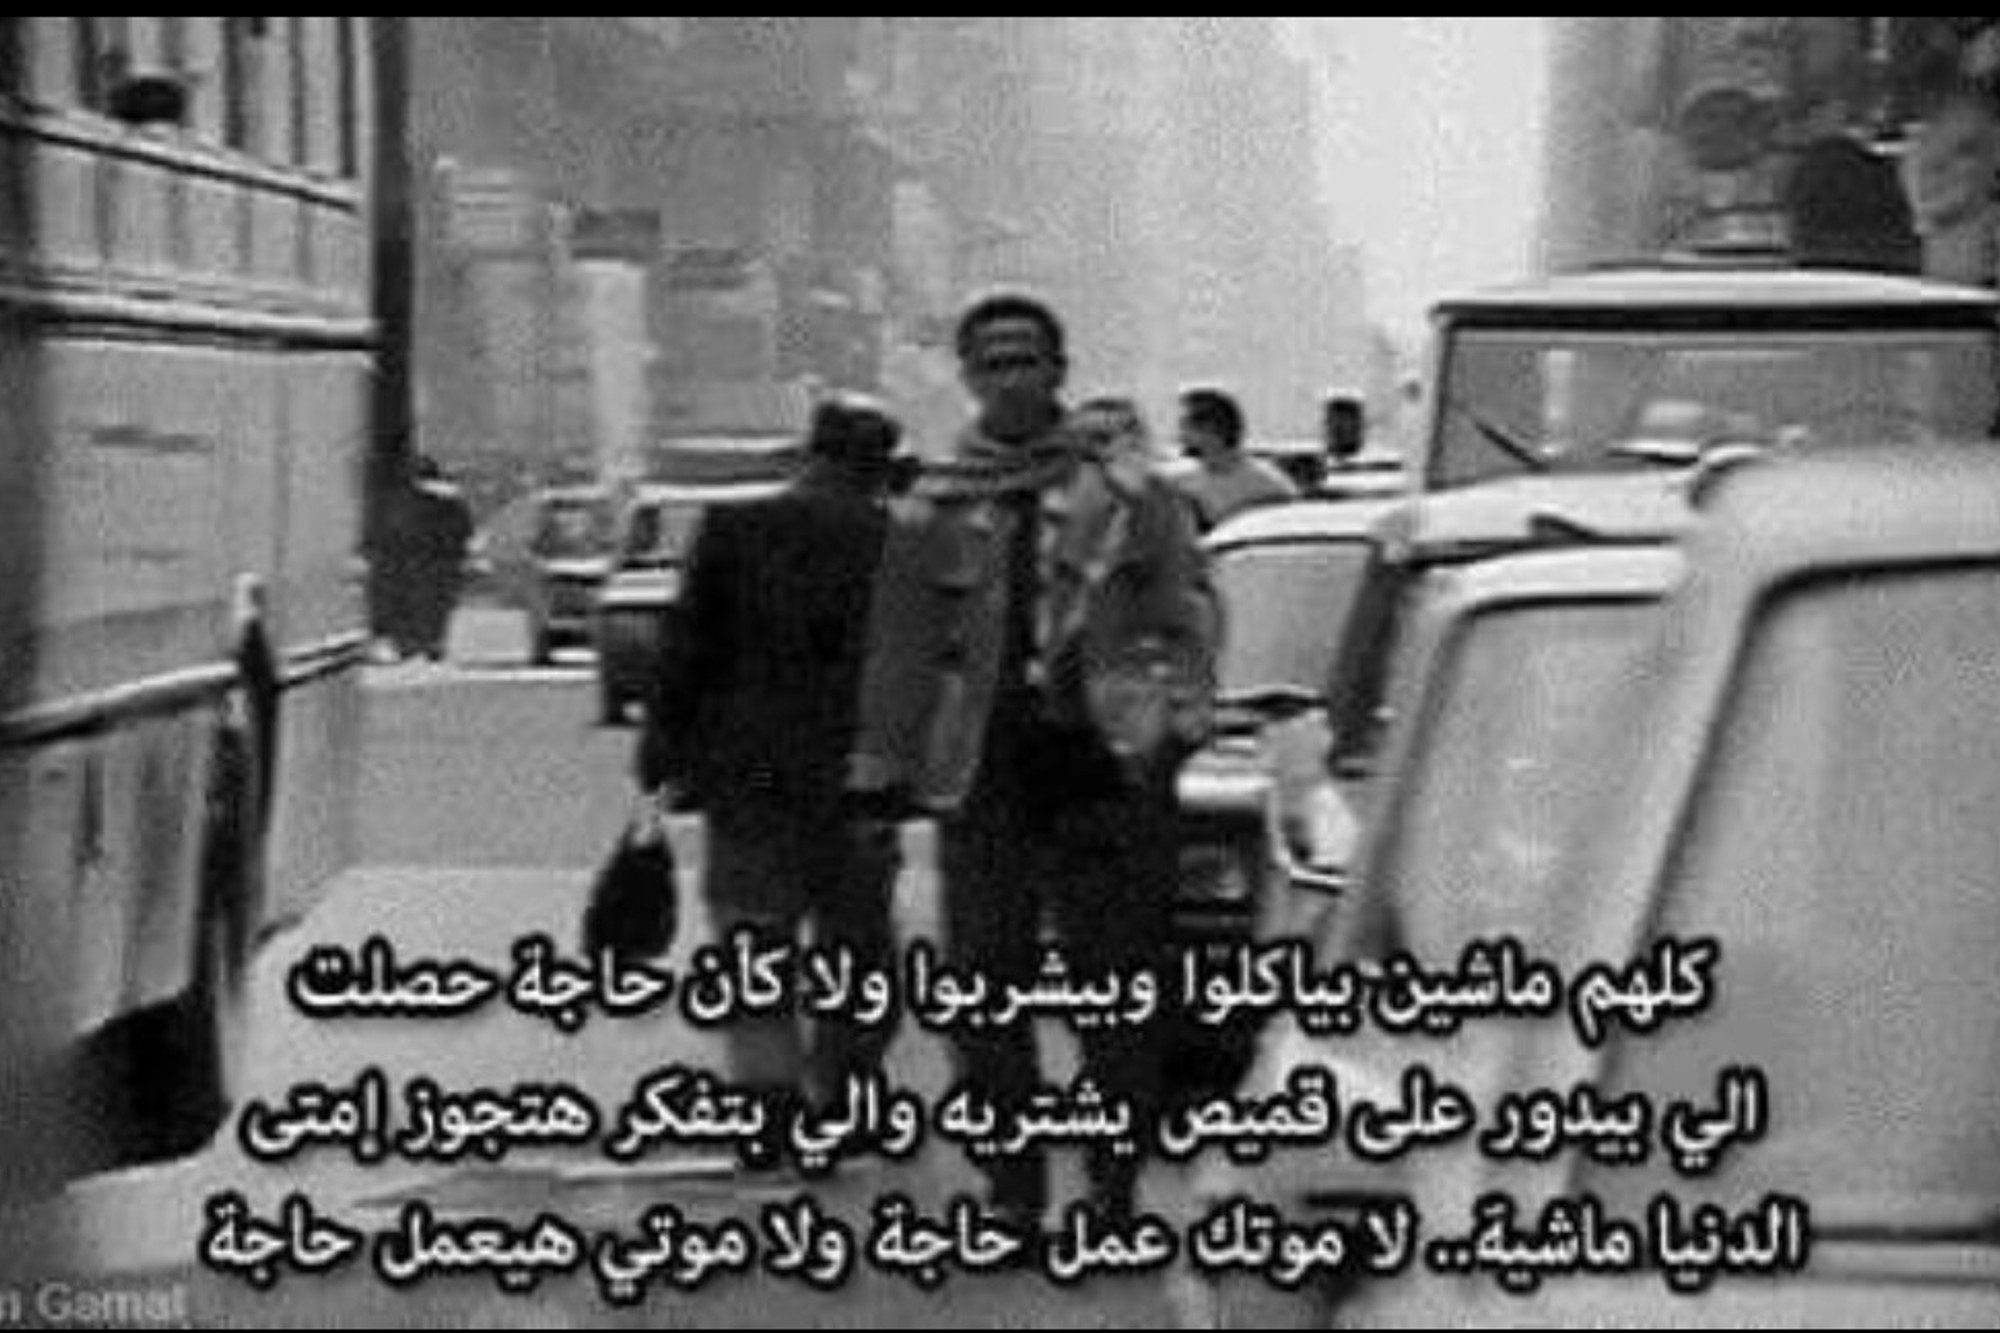 كلهم ماشين بياكلوا وبيشربوا ولا كأن حاجة حصلت
الي بيدور على قميص يشتريه والي بتفكر هتجوز إمتى
الدنيا ماشية.. لا موتك عمل حاجة ولا موتي هيعمل حاجة
Gamal